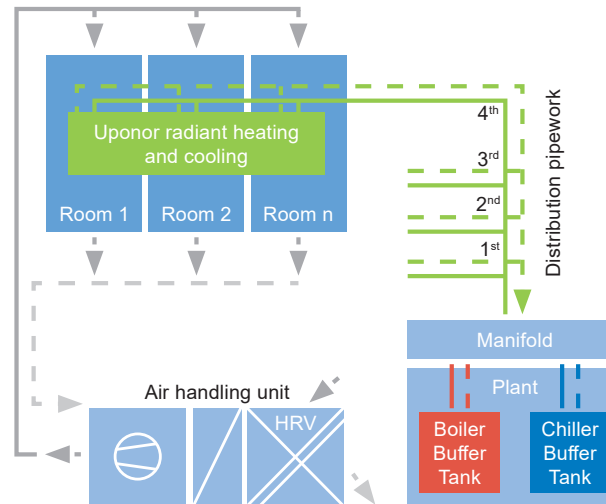 4th
Uponor radiant heating
and cooling
3rd
Room 1
Room 2
Room n
2nd
1st
Distribution pipework
Manifold
Air handling unit
Plant
HRV
Boiler
Buffer
Tank
Chiller
Buffer
Tank